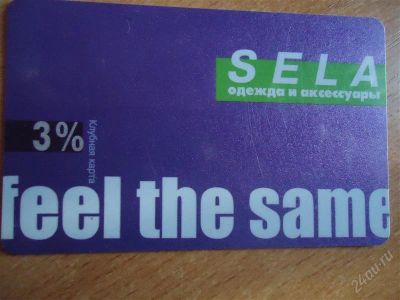 SELA
одежда и аксессуары
3%
Клубная карта
feel the same
24au.ru